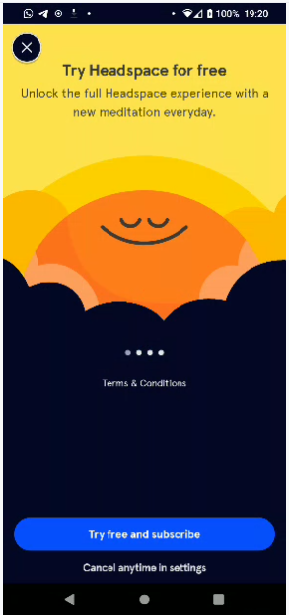 100% 19:20
Try Headspace for free
Unlock the full Headspace experience with a
new meditation everyday.
Terms & Conditions
Try free and subscribe
Cancel anytime in settings